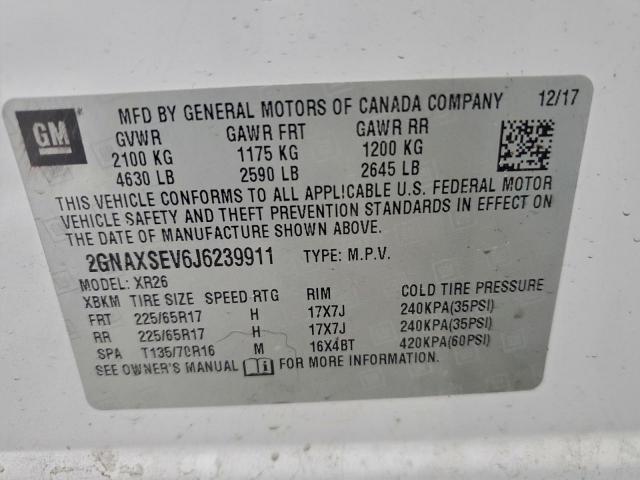 GM
MFD BY GENERAL MOTORS OF CANADA COMPANY 12/17
GVWR GAWR FRT GAWR RR
2100 KG 1175 KG 1200 KG
4630 LB 2590 LB 2645 LB
THIS VEHICLE CONFORMS TO ALL APPLICABLE U.S. FEDERAL MOTOR
VEHICLE SAFETY AND THEFT PREVENTION STANDARDS IN EFFECT ON
THE DATE OF MANUFACTURE SHOWN ABOVE.
2GNAXSEV6J6239911 TYPE: M.P.V.
MODEL: XR26
XBKM TIRE SIZE SPEED RTG RIM COLD TIRE PRESSURE
FRT 225/65R17 H 17X7J 240KPA(35PSI)
RR 225/65R17 H 17X7J 240KPA(35PSI)
SPA T135/70R16 M 16X4BT 420KPA(60PSI)
SEE OWNER'S MANUAL FOR MORE INFORMATION.